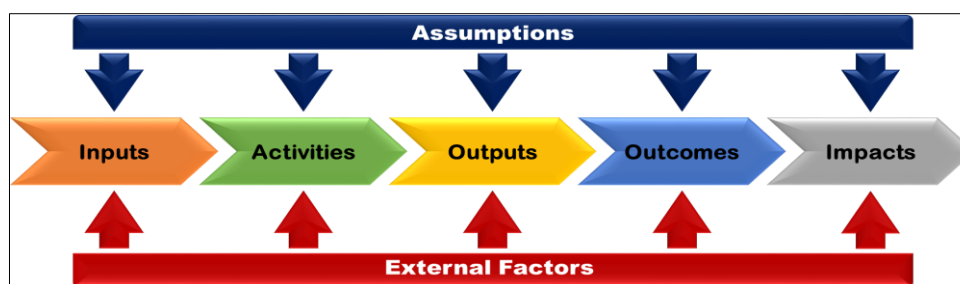 Assumptions
Inputs Activities Outputs Outcomes Impacts
External Factors